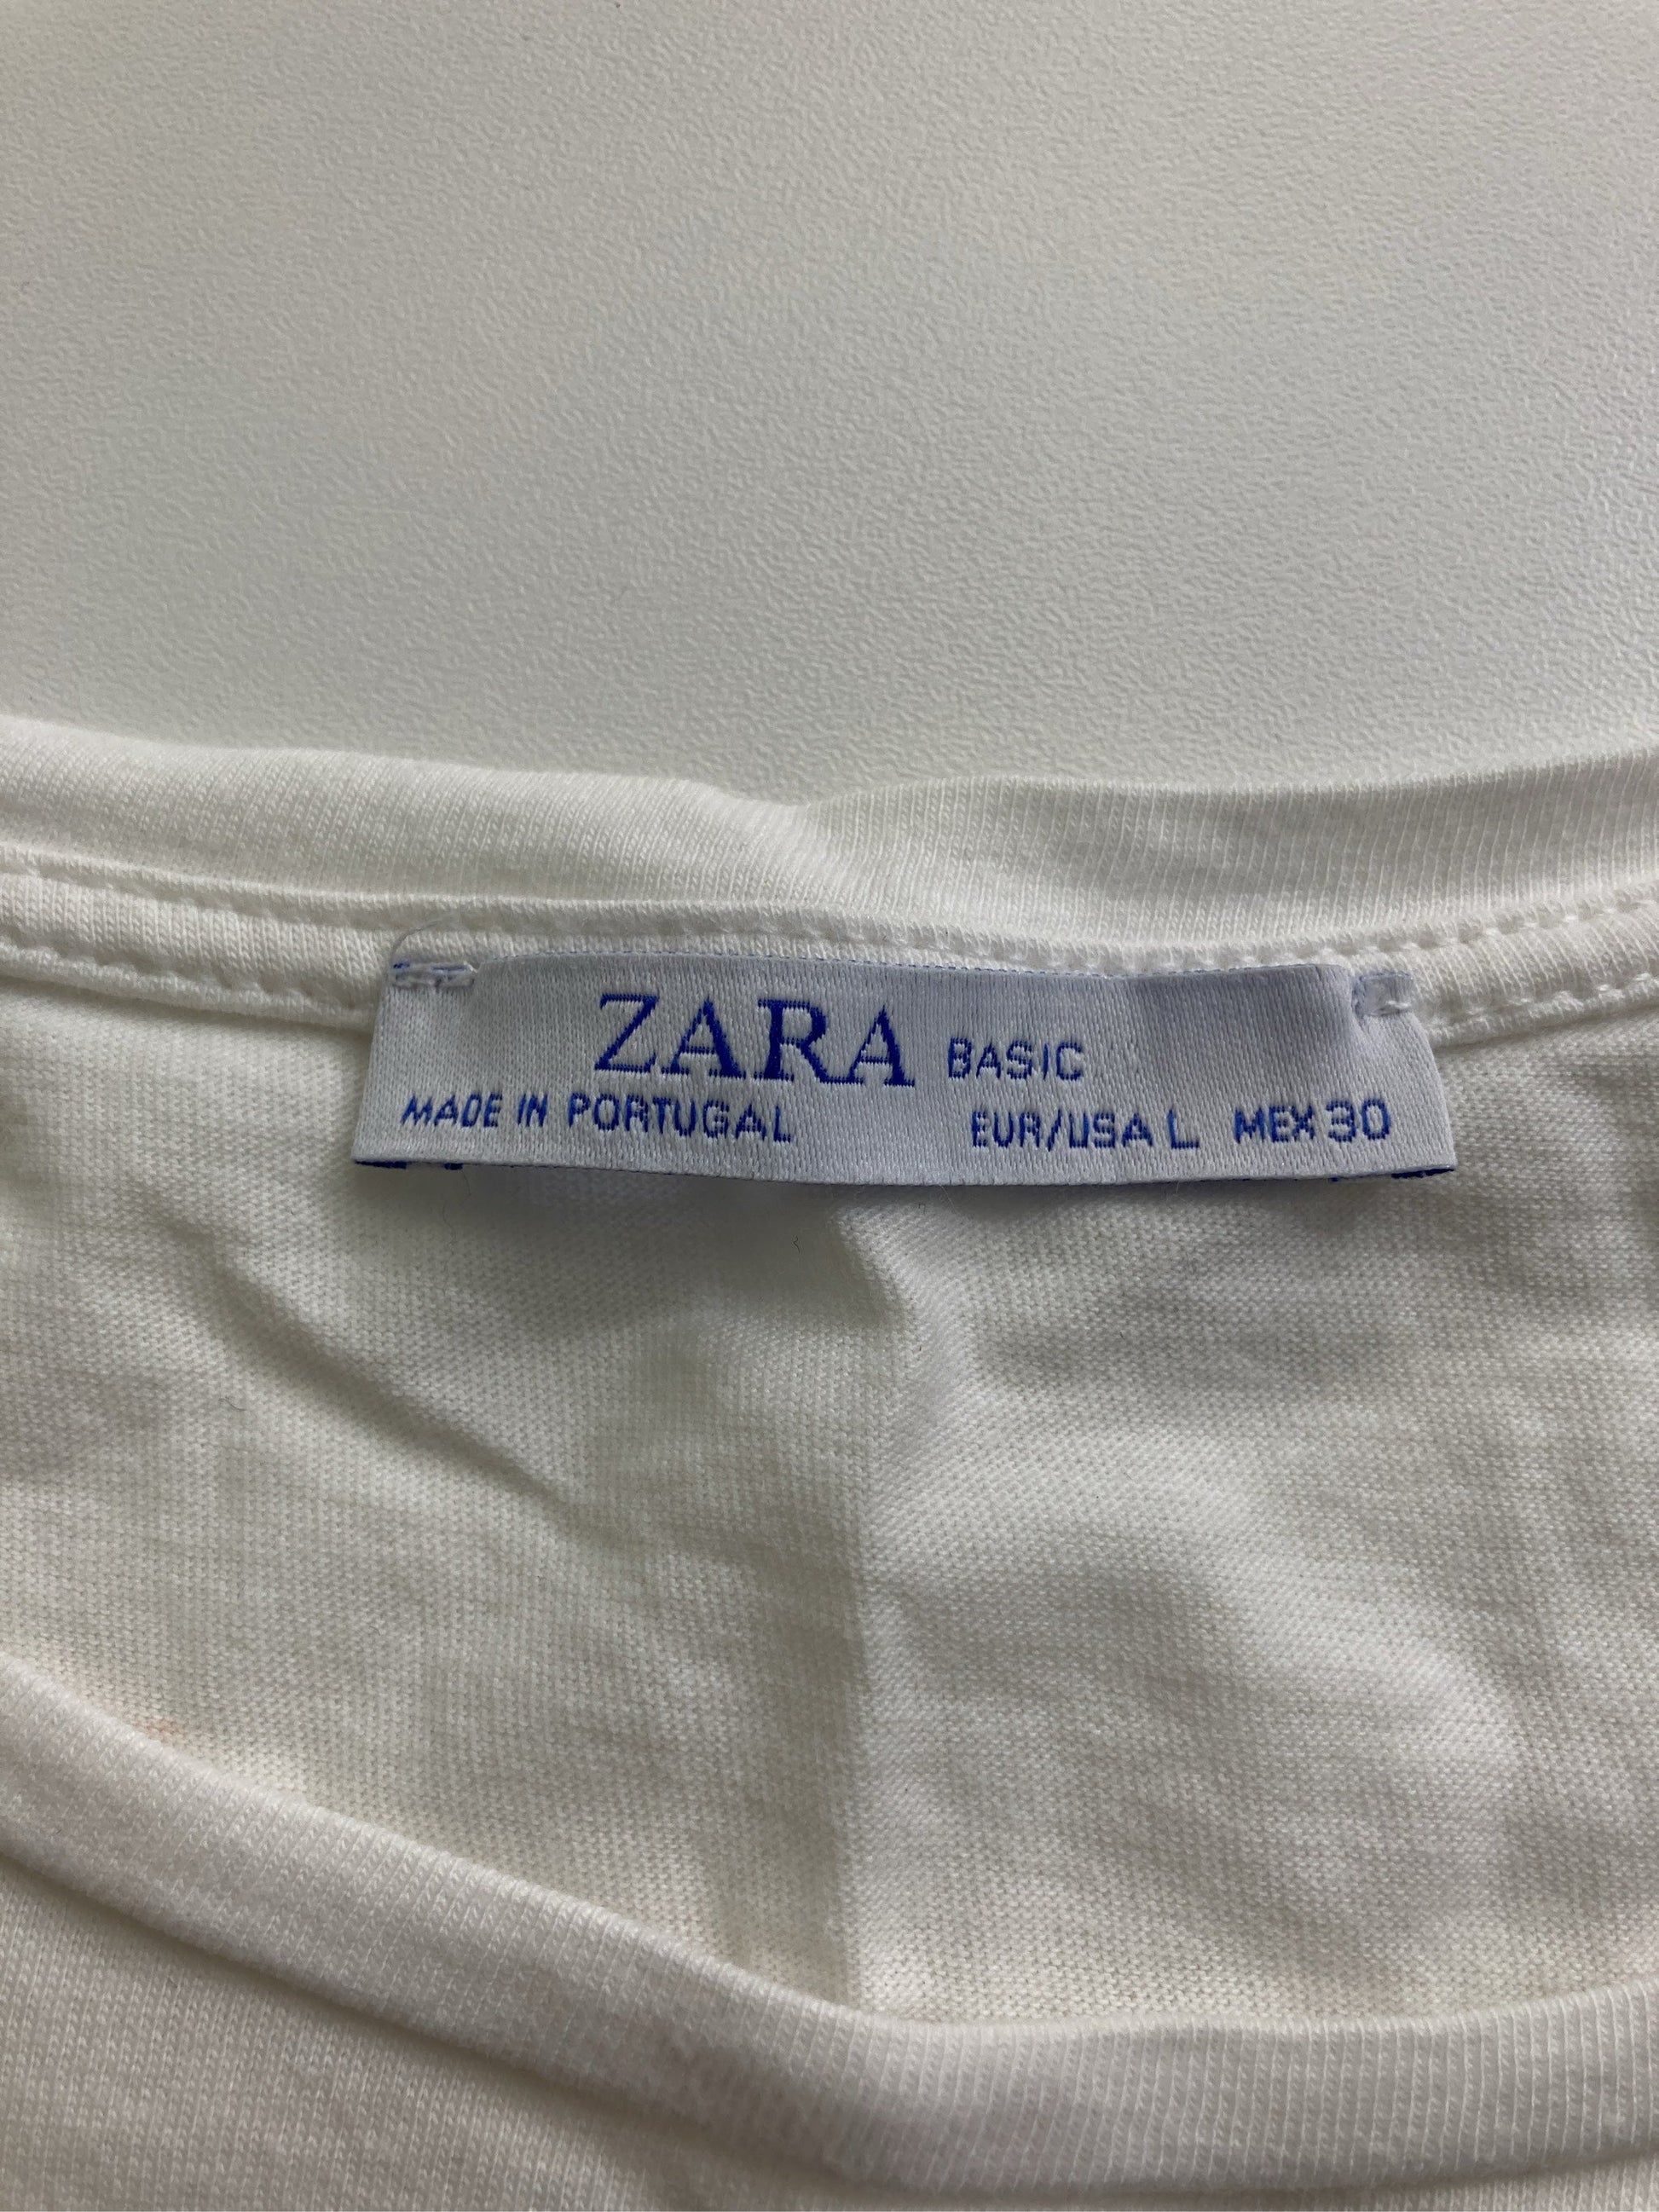 ZARA BASIC
MADE IN PORTUGAL EUR/USA L MEX 30